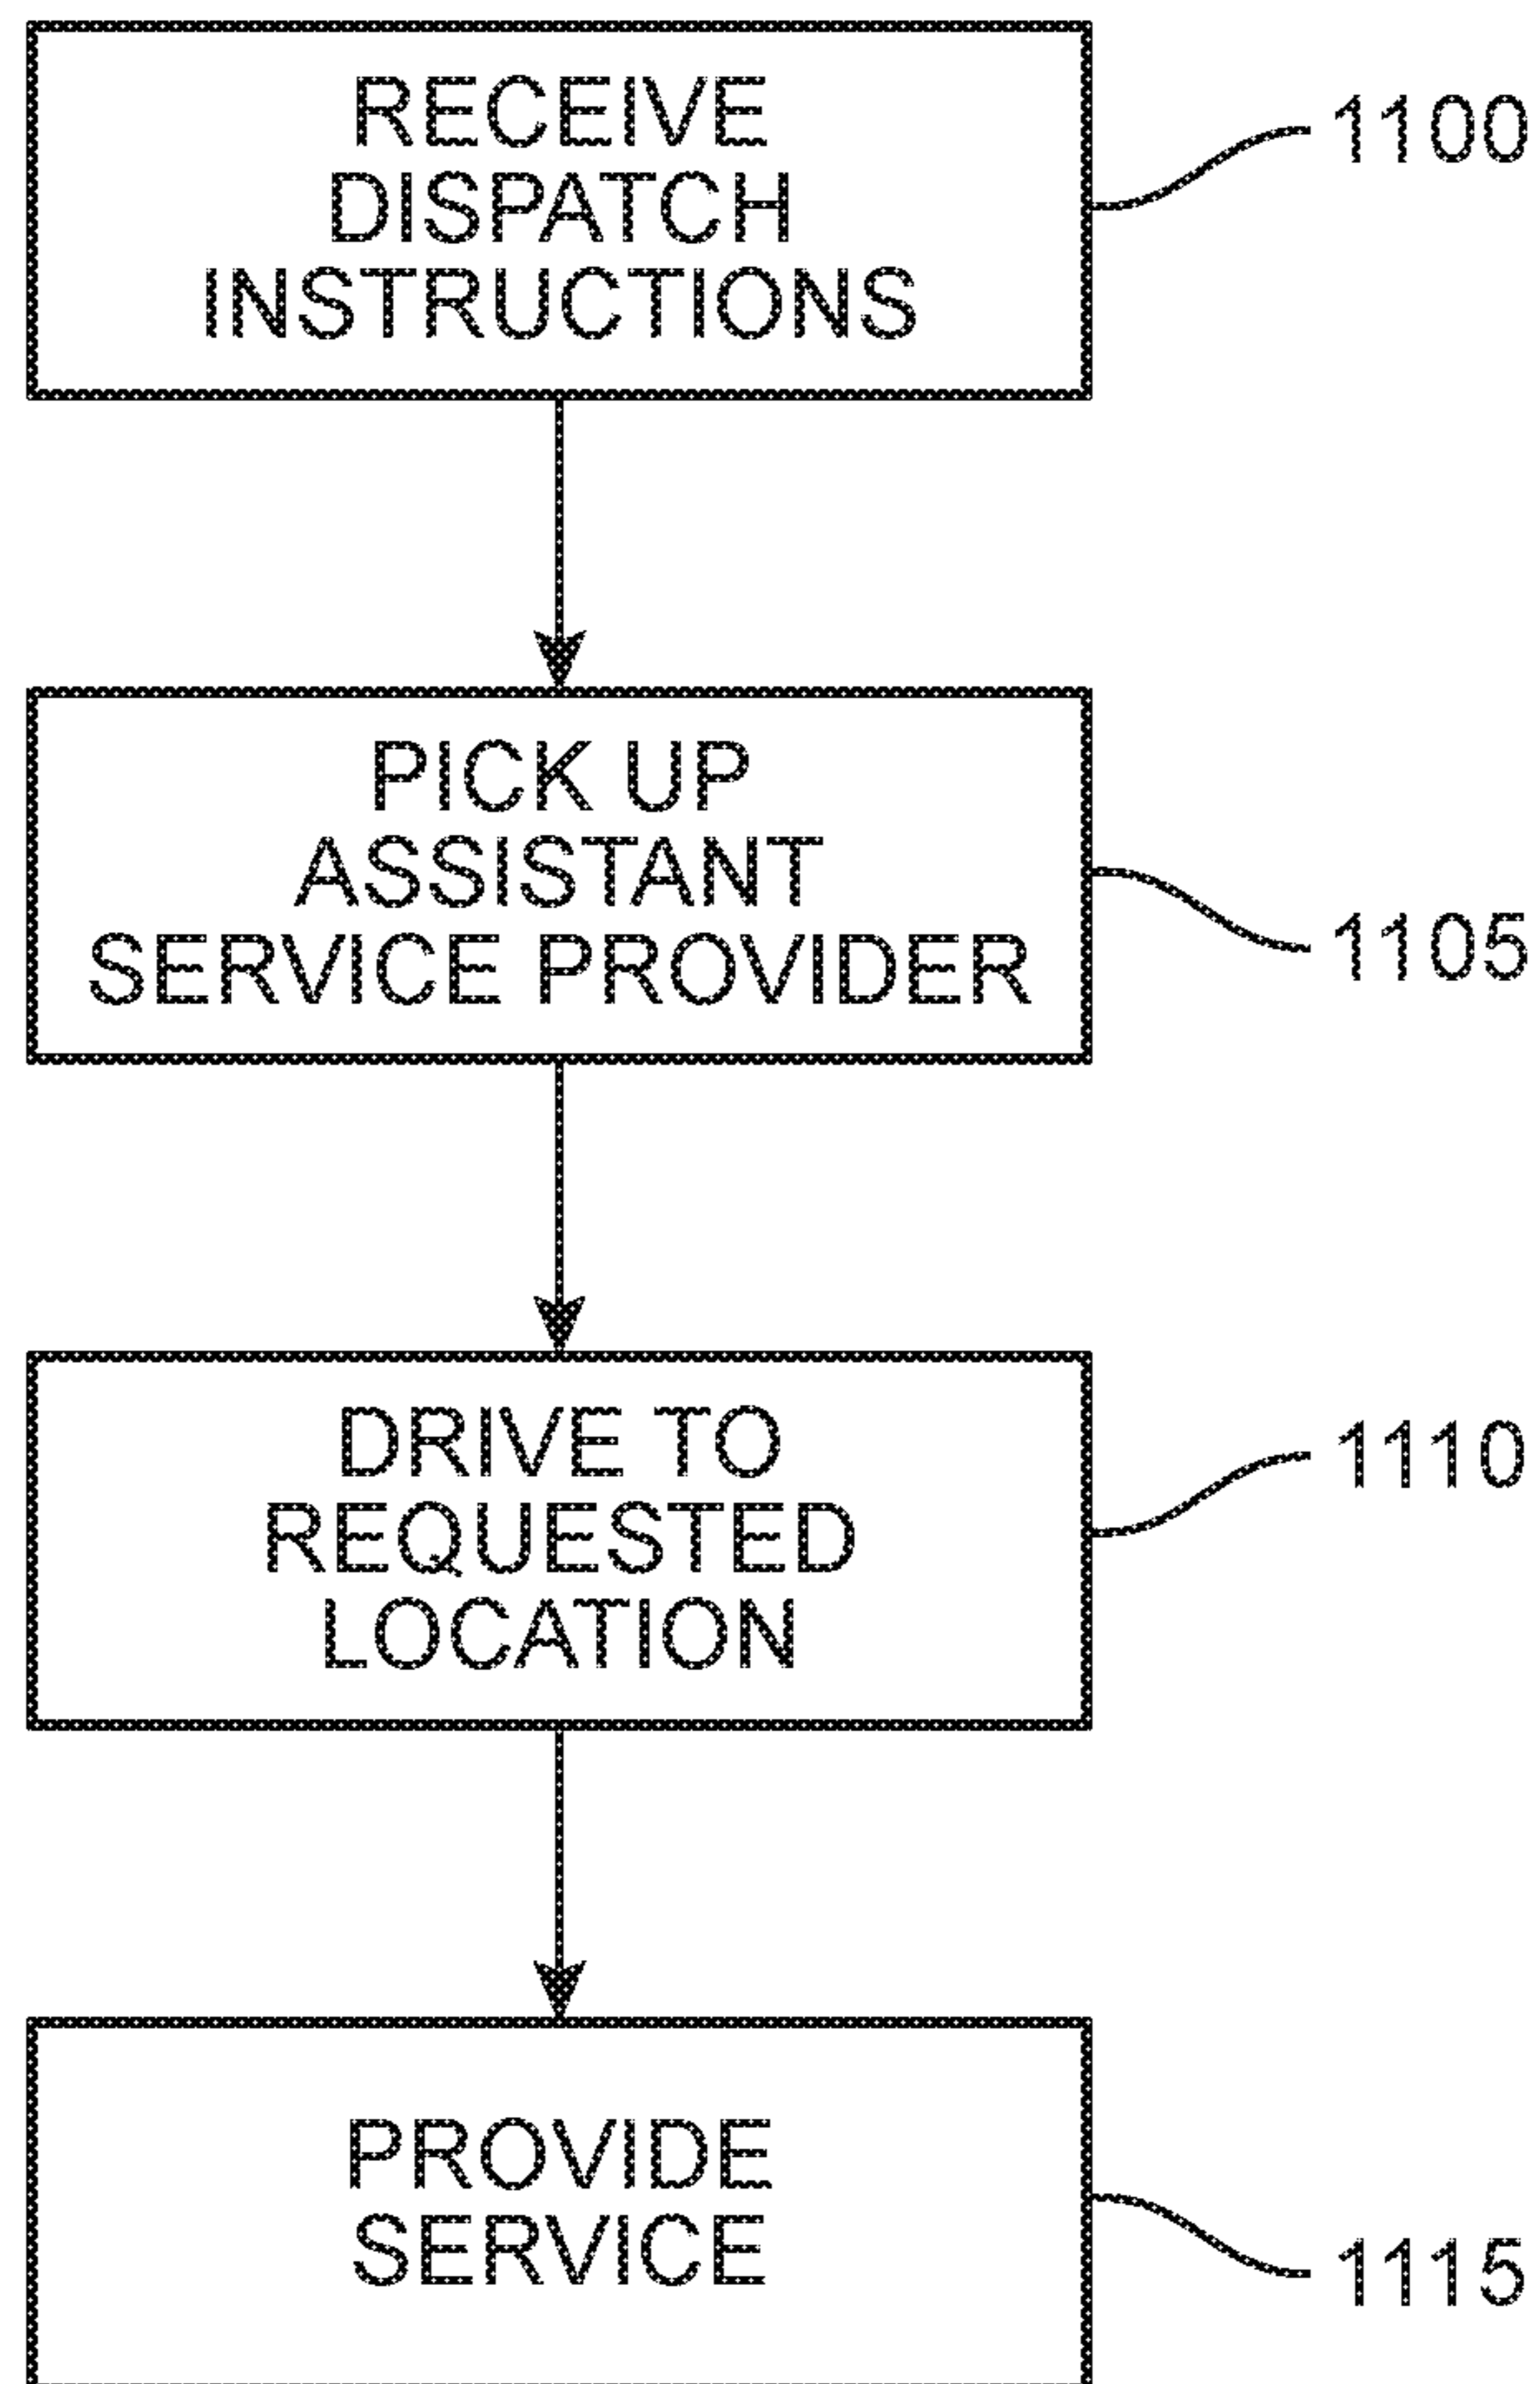 RECEIVE
DISPATCH
INSTRUCTIONS
1100
PICK UP
ASSISTANT
SERVICE PROVIDER
1105
DRIVE TO
REQUESTED
LOCATION
1110
PROVIDE
SERVICE
1115